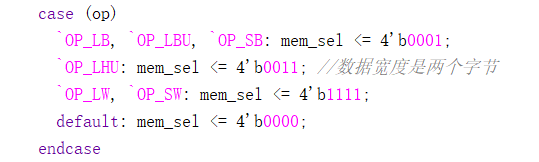 case (op)
`OP_LB, `OP_LBU, `OP_SB: mem_sel <= 4'b0001;
`OP_LHU: mem_sel <= 4'b0011; //数据宽度是两个字节
`OP_LW, `OP_SW: mem_sel <= 4'b1111;
default: mem_sel <= 4'b0000;
endcase